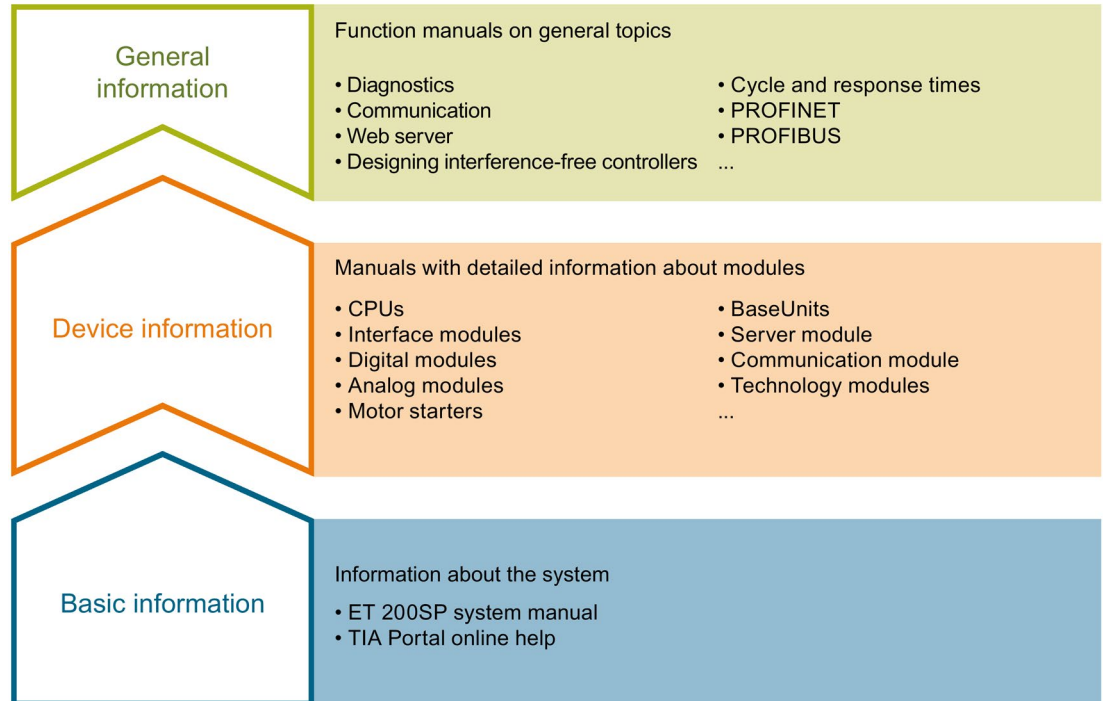 General
information
Function manuals on general topics
• Diagnostics
• Communication
• Web server
• Designing interference-free controllers
• Cycle and response times
• PROFINET
• PROFIBUS
...
Device information
Manuals with detailed information about modules
• CPUs
• Interface modules
• Digital modules
• Analog modules
• Motor starters
• BaseUnits
• Server module
• Communication module
• Technology modules
...
Basic information
Information about the system
• ET 200SP system manual
• TIA Portal online help